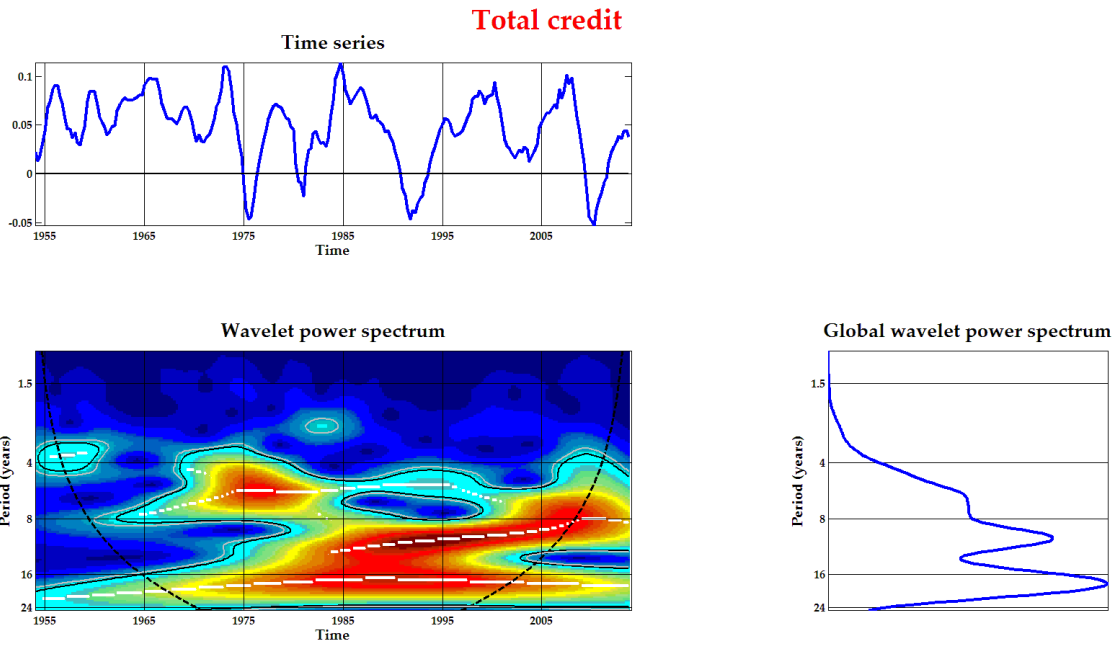 Total credit
Time series
0.1
0.05
0
-0.05
1955 1965 1975 1985 1995 2005
Time
Wavelet power spectrum
Period (years)
1.5
4
8
16
24
1955 1965 1975 1985 1995 2005
Time
Global wavelet power spectrum
Period (years)
1.5
4
8
16
24